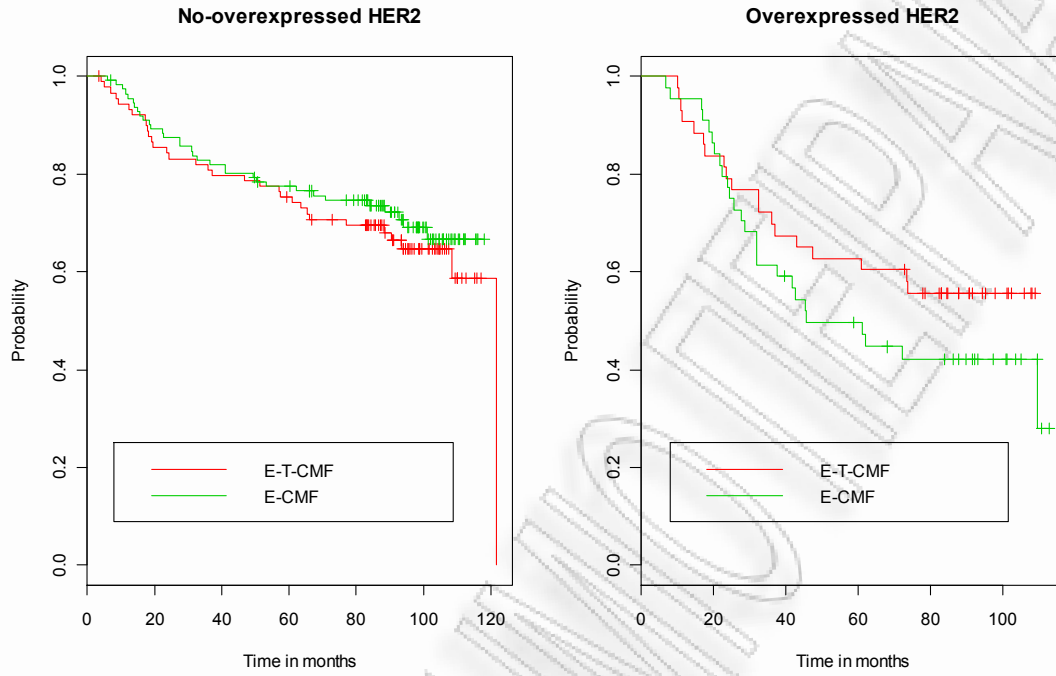 No-overexpressed HER2
Probability
1.0
0.8
0.6
0.4
0.2
0.0
E-T-CMF
E-CMF
0 20 40 60 80 100 120
Time in months
Overexpressed HER2
Probability
1.0
0.8
0.6
0.4
0.2
0.0
E-T-CMF
E-CMF
0 20 40 60 80 100
Time in months